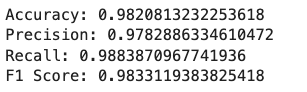 Accuracy: 0.9820813232253618
Precision: 0.9782886334610472
Recall: 0.9883870967741936
F1 Score: 0.9833119383825418